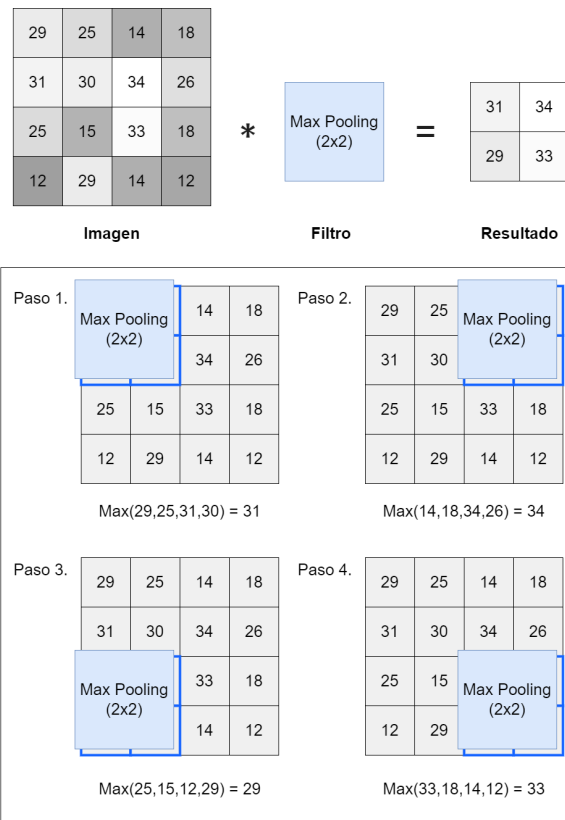 29 25 14 18
31 30 34 26
25 15 33 18
12 29 14 12
*
Max Pooling
(2x2)
=
31 34
29 33
Imagen
Filtro
Resultado
Paso 1.
Max Pooling
(2x2)
14 18
34 26
25 15 33 18
12 29 14 12
Max(29,25,31,30) = 31
Paso 2.
29 25
31 30
Max Pooling
(2x2)
25 15 33 18
12 29 14 12
Max(14,18,34,26) = 34
Paso 3.
29 25 14 18
31 30 34 26
Max Pooling
(2x2)
33 18
14 12
Max(25,15,12,29) = 29
Paso 4.
29 25 14 18
31 30 34 26
25 15
12 29
Max Pooling
(2x2)
Max(33,18,14,12) = 33